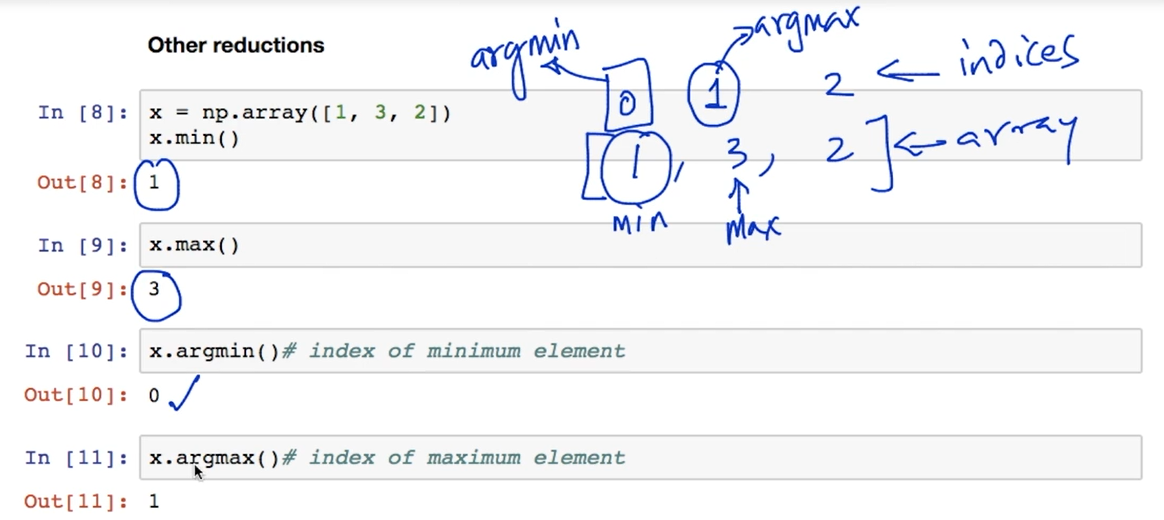 Other reductions
argmin
argmax
0 1 2 ← indices
In [8]: x = np.array([1, 3, 2])
x.min()
[1, 3, 2] ← array
min max
Out[8]: 1
In [9]: x.max()
Out[9]: 3
In [10]: x.argmin()# index of minimum element
Out[10]: 0 ✓
In [11]: x.argmax()# index of maximum element
Out[11]: 1